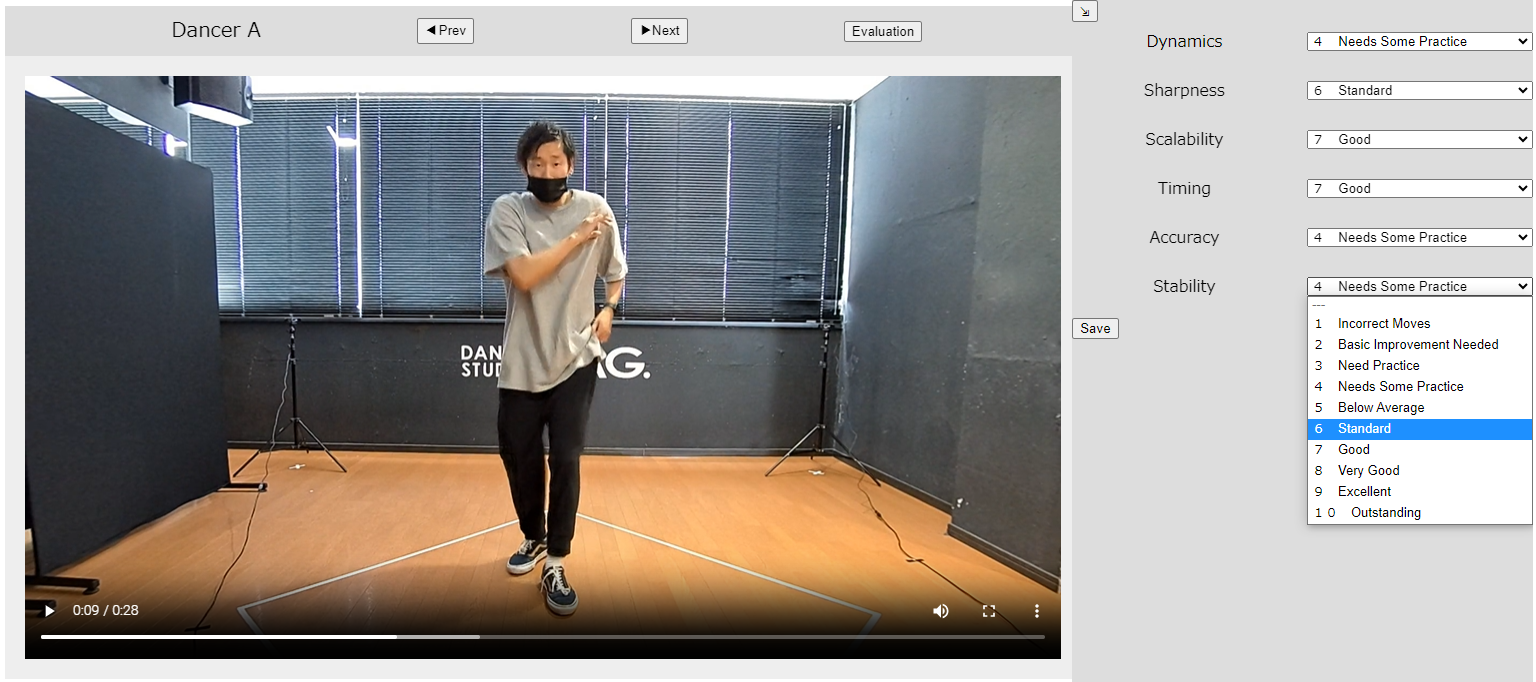 Dancer A
◀Prev
▶Next
Evaluation
DAN
STUD
RG.
0:09 / 0:28
Dynamics
4 Needs Some Practice
Sharpness
6 Standard
Scalability
7 Good
Timing
7 Good
Accuracy
4 Needs Some Practice
Stability
4 Needs Some Practice
---
1 Incorrect Moves
2 Basic Improvement Needed
3 Need Practice
4 Needs Some Practice
5 Below Average
6 Standard
7 Good
8 Very Good
9 Excellent
1 0 Outstanding
Save